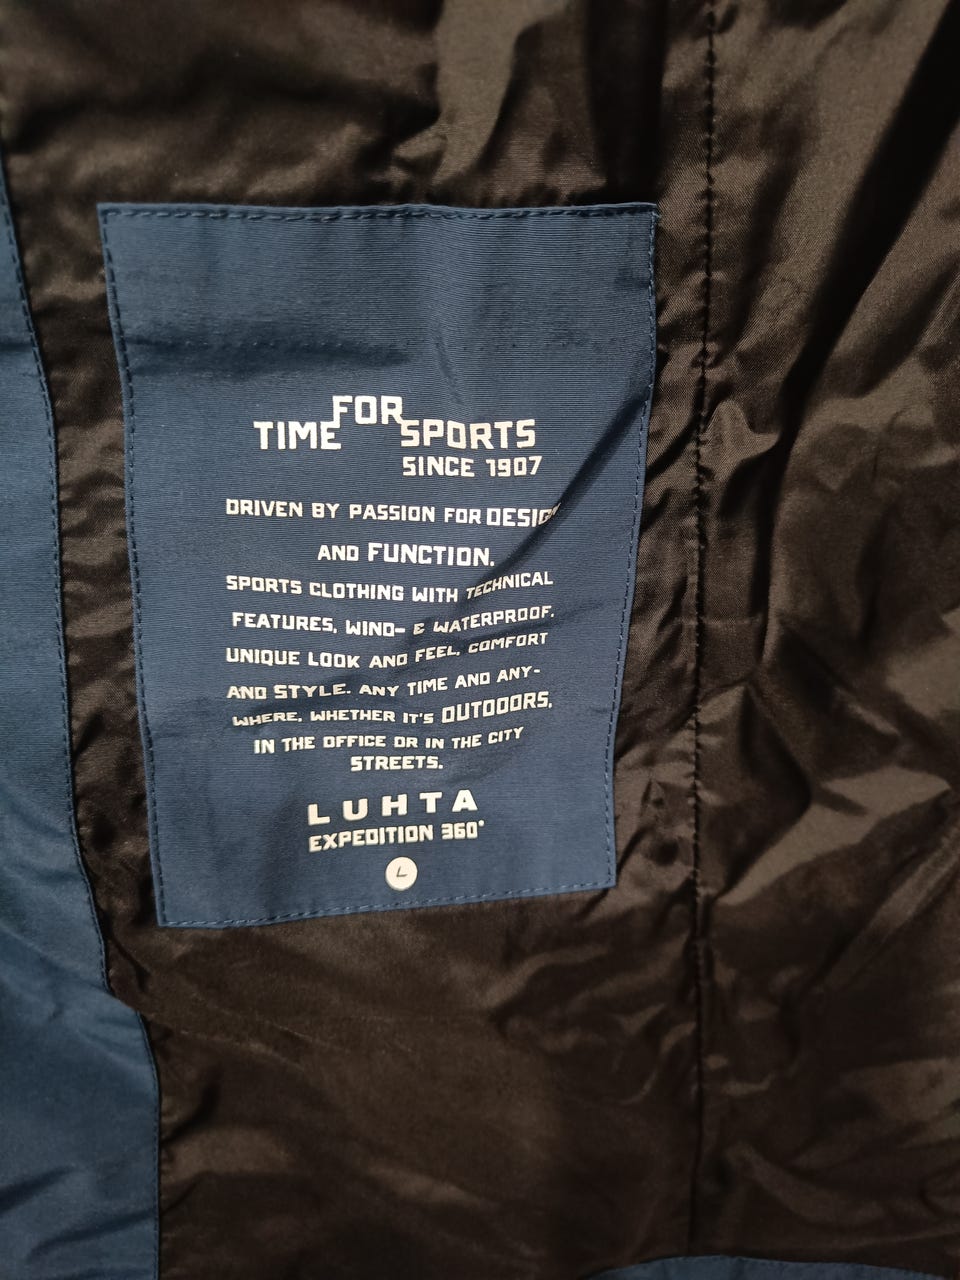 TIME FOR SPORTS
SINCE 1907
DRIVEN BY PASSION FOR DESIGN
AND FUNCTION.
SPORTS CLOTHING WITH TECHNICAL
FEATURES, WIND- & WATERPROOF.
UNIQUE LOOK AND FEEL, COMFORT
AND STYLE. ANY TIME AND ANY-
WHERE, WHETHER IT'S OUTDOORS,
IN THE OFFICE OR IN THE CITY
STREETS.
LUHTA
EXPEDITION 360°
L